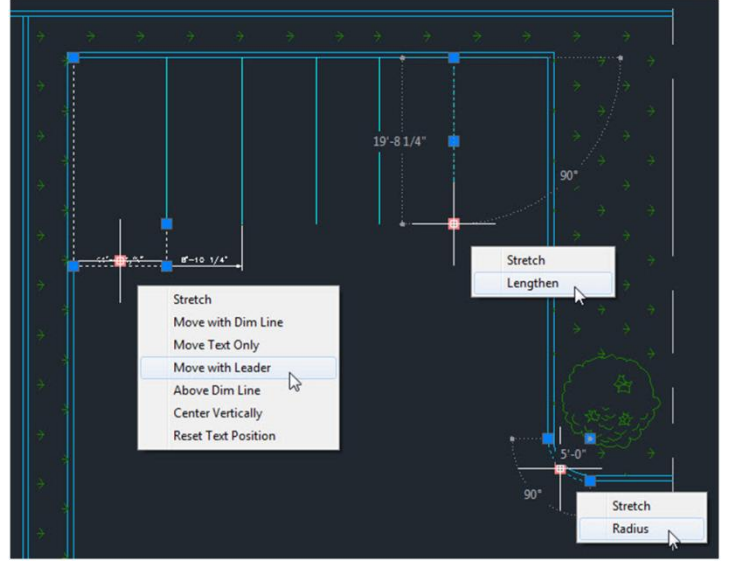 19'-8 1/4"
90°
8'-10 1/4"
Stretch
Lengthen
Stretch
Move with Dim Line
Move Text Only
Move with Leader
Above Dim Line
Center Vertically
Reset Text Position
5'-0"
90°
Stretch
Radius